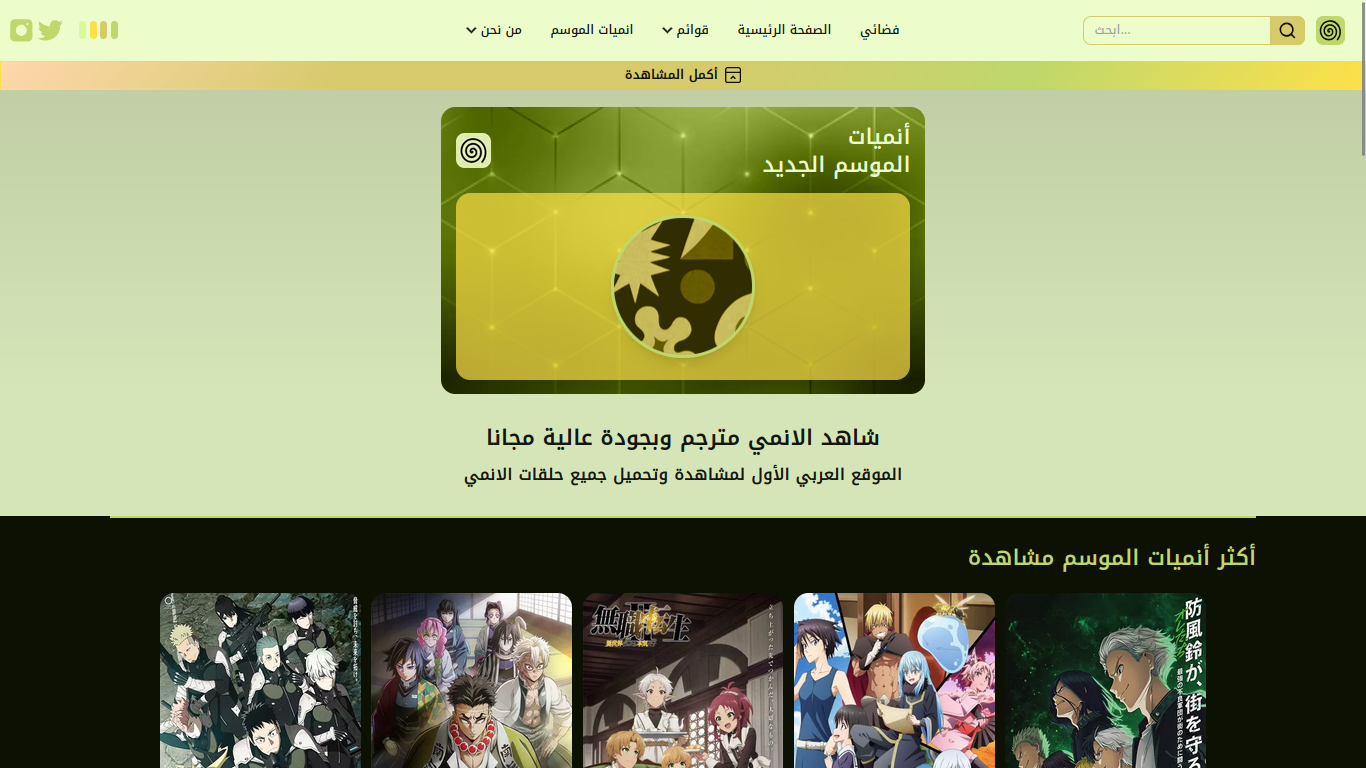 ابحث...
فضائي
الصفحة الرئيسية
قوائم
انميات الموسم
من نحن
أكمل المشاهدة
أنميات
الموسم الجديد
شاهد الانمي مترجم وبجودة عالية مجانا
الموقع العربي الأول لمشاهدة وتحميل جميع حلقات الانمي
أكثر أنميات الموسم مشاهدة
防風鈴が、街を守る
無職転生